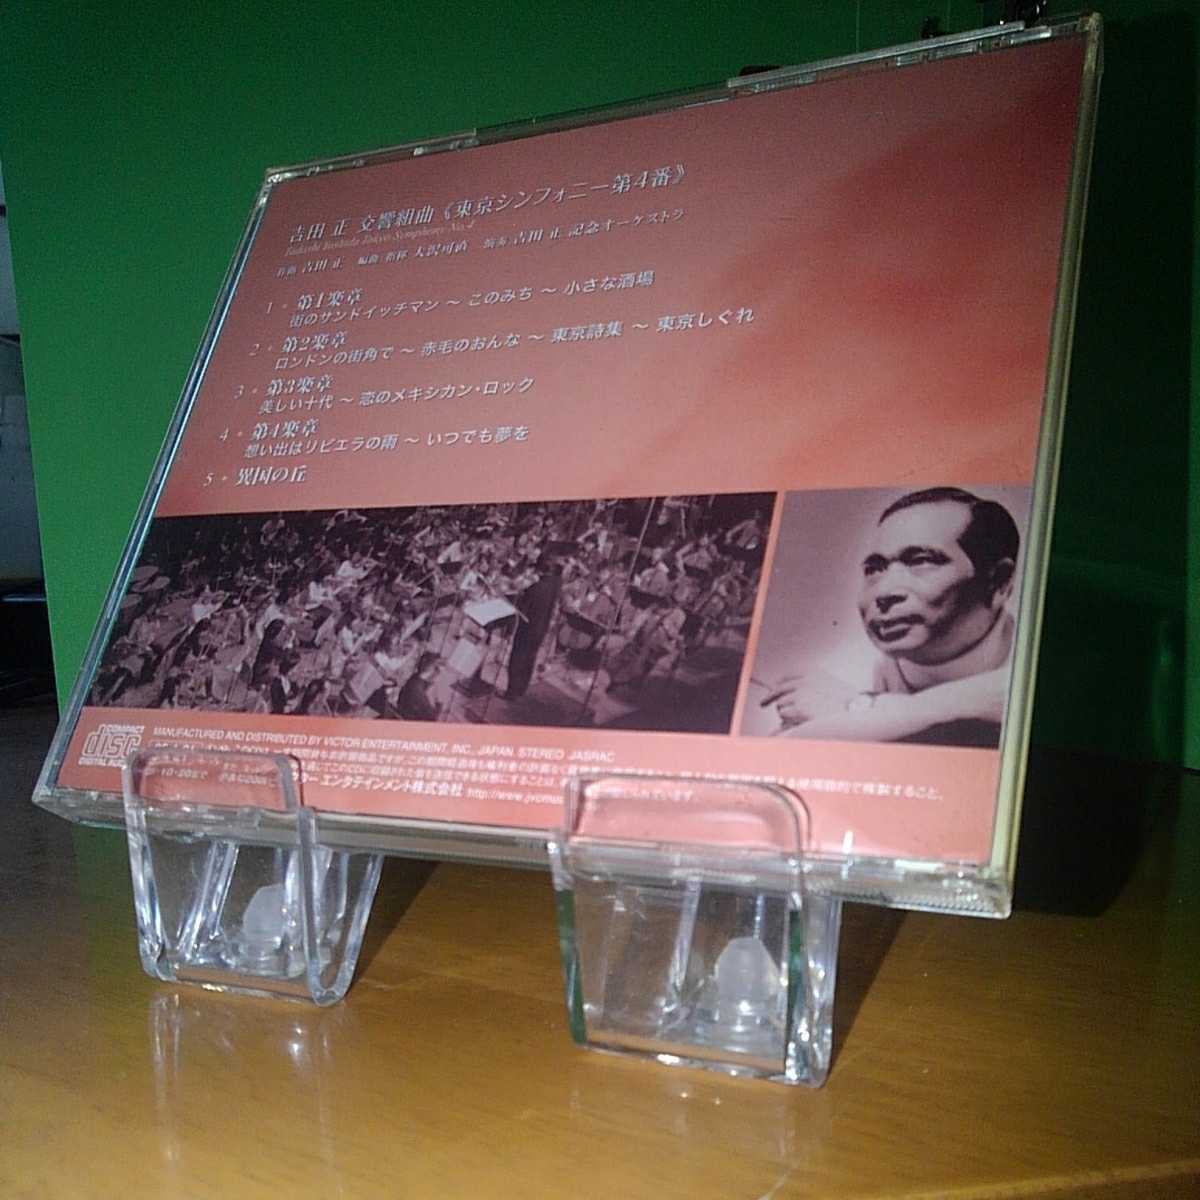 吉田 正 交響組曲《東京シンフォニー第4番》
Tadashi Yoshida Tokyo Symphony No.4
作曲 吉田 正 編曲・指揮 大沢可直 演奏 吉田 正 記念オーケストラ
1・第1楽章
街のサンドイッチマン 〜 このみち 〜 小さな酒場
2・第2楽章
ロンドンの街角で 〜 赤毛のおんな 〜 東京詩集 〜 東京しぐれ
3・第3楽章
美しい十代 〜 恋のメキシカン・ロック
4・第4楽章
想い出はリビエラの雨 〜 いつでも夢を
5・異国の丘
COMPACT
disc
DIGITAL AUDIO
MANUFACTURED AND DISTRIBUTED BY VICTOR ENTERTAINMENT, INC., JAPAN. STEREO JASRAC
エンタテインメント株式会社 http://www.jvcmus